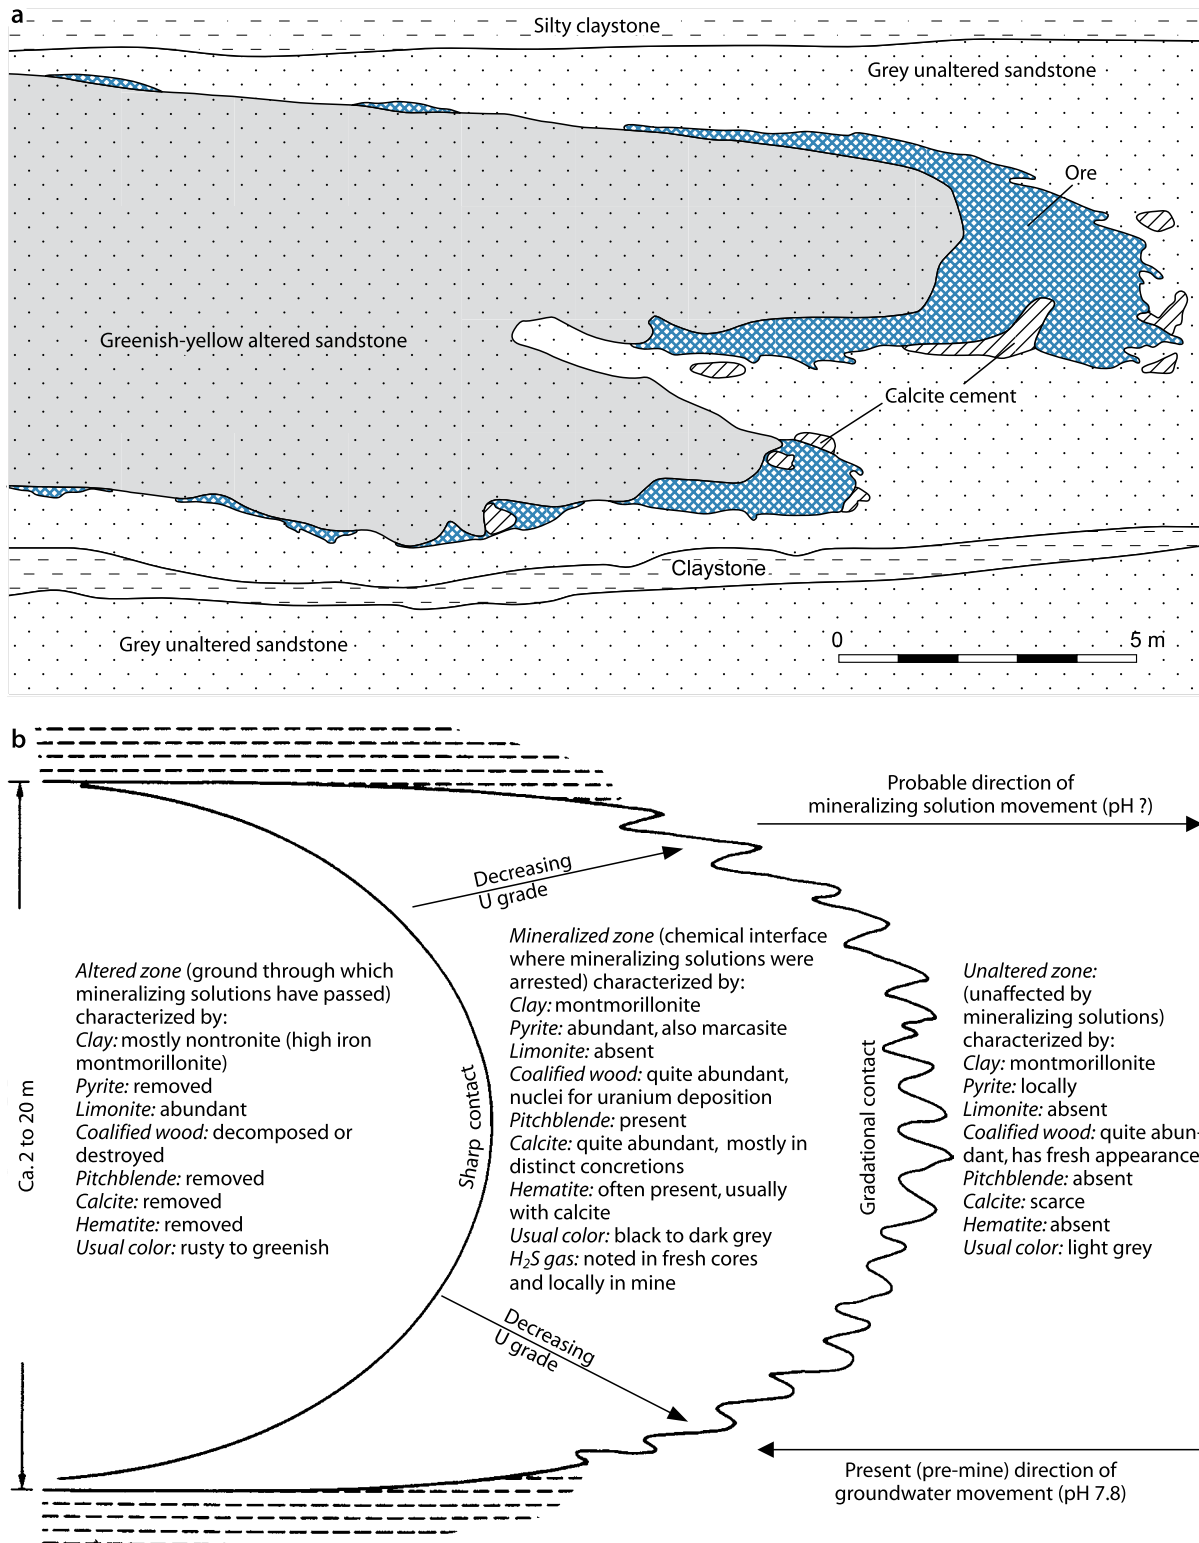 a
Silty claystone
Grey unaltered sandstone
Ore
Greenish-yellow altered sandstone
Calcite cement
Claystone
Grey unaltered sandstone
0 5 m
b
Probable direction of
mineralizing solution movement (pH ?)
Decreasing
U grade
Altered zone (ground through which
mineralizing solutions have passed)
characterized by:
Clay: mostly nontronite (high iron
montmorillonite)
Pyrite: removed
Limonite: abundant
Coalified wood: decomposed or
destroyed
Pitchblende: removed
Calcite: removed
Hematite: removed
Usual color: rusty to greenish
Ca. 2 to 20 m
Sharp contact
Mineralized zone (chemical interface
where mineralizing solutions were
arrested) characterized by:
Clay: montmorillonite
Pyrite: abundant, also marcasite
Limonite: absent
Coalified wood: quite abundant,
nuclei for uranium deposition
Pitchblende: present
Calcite: quite abundant, mostly in
distinct concretions
Hematite: often present, usually
with calcite
Usual color: black to dark grey
H₂S gas: noted in fresh cores
and locally in mine
Gradational contact
Unaltered zone:
(unaffected by
mineralizing solutions)
characterized by:
Clay: montmorillonite
Pyrite: locally
Limonite: absent
Coalified wood: quite abun-
dant, has fresh appearance
Pitchblende: absent
Calcite: scarce
Hematite: absent
Usual color: light grey
Decreasing
U grade
Present (pre-mine) direction of
groundwater movement (pH 7.8)